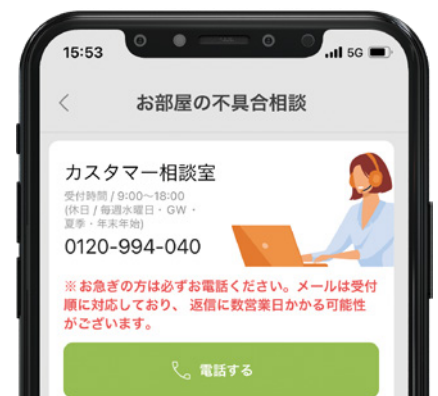 15:53
5G
お部屋の不具合相談
カスタマー相談室
受付時間 / 9:00〜18:00
(休日 / 毎週水曜日・GW・
夏季・年末年始)
0120-994-040
※お急ぎの方は必ずお電話ください。メールは受付
順に対応しており、 返信に数営業日かかる可能性
がございます。
電話する